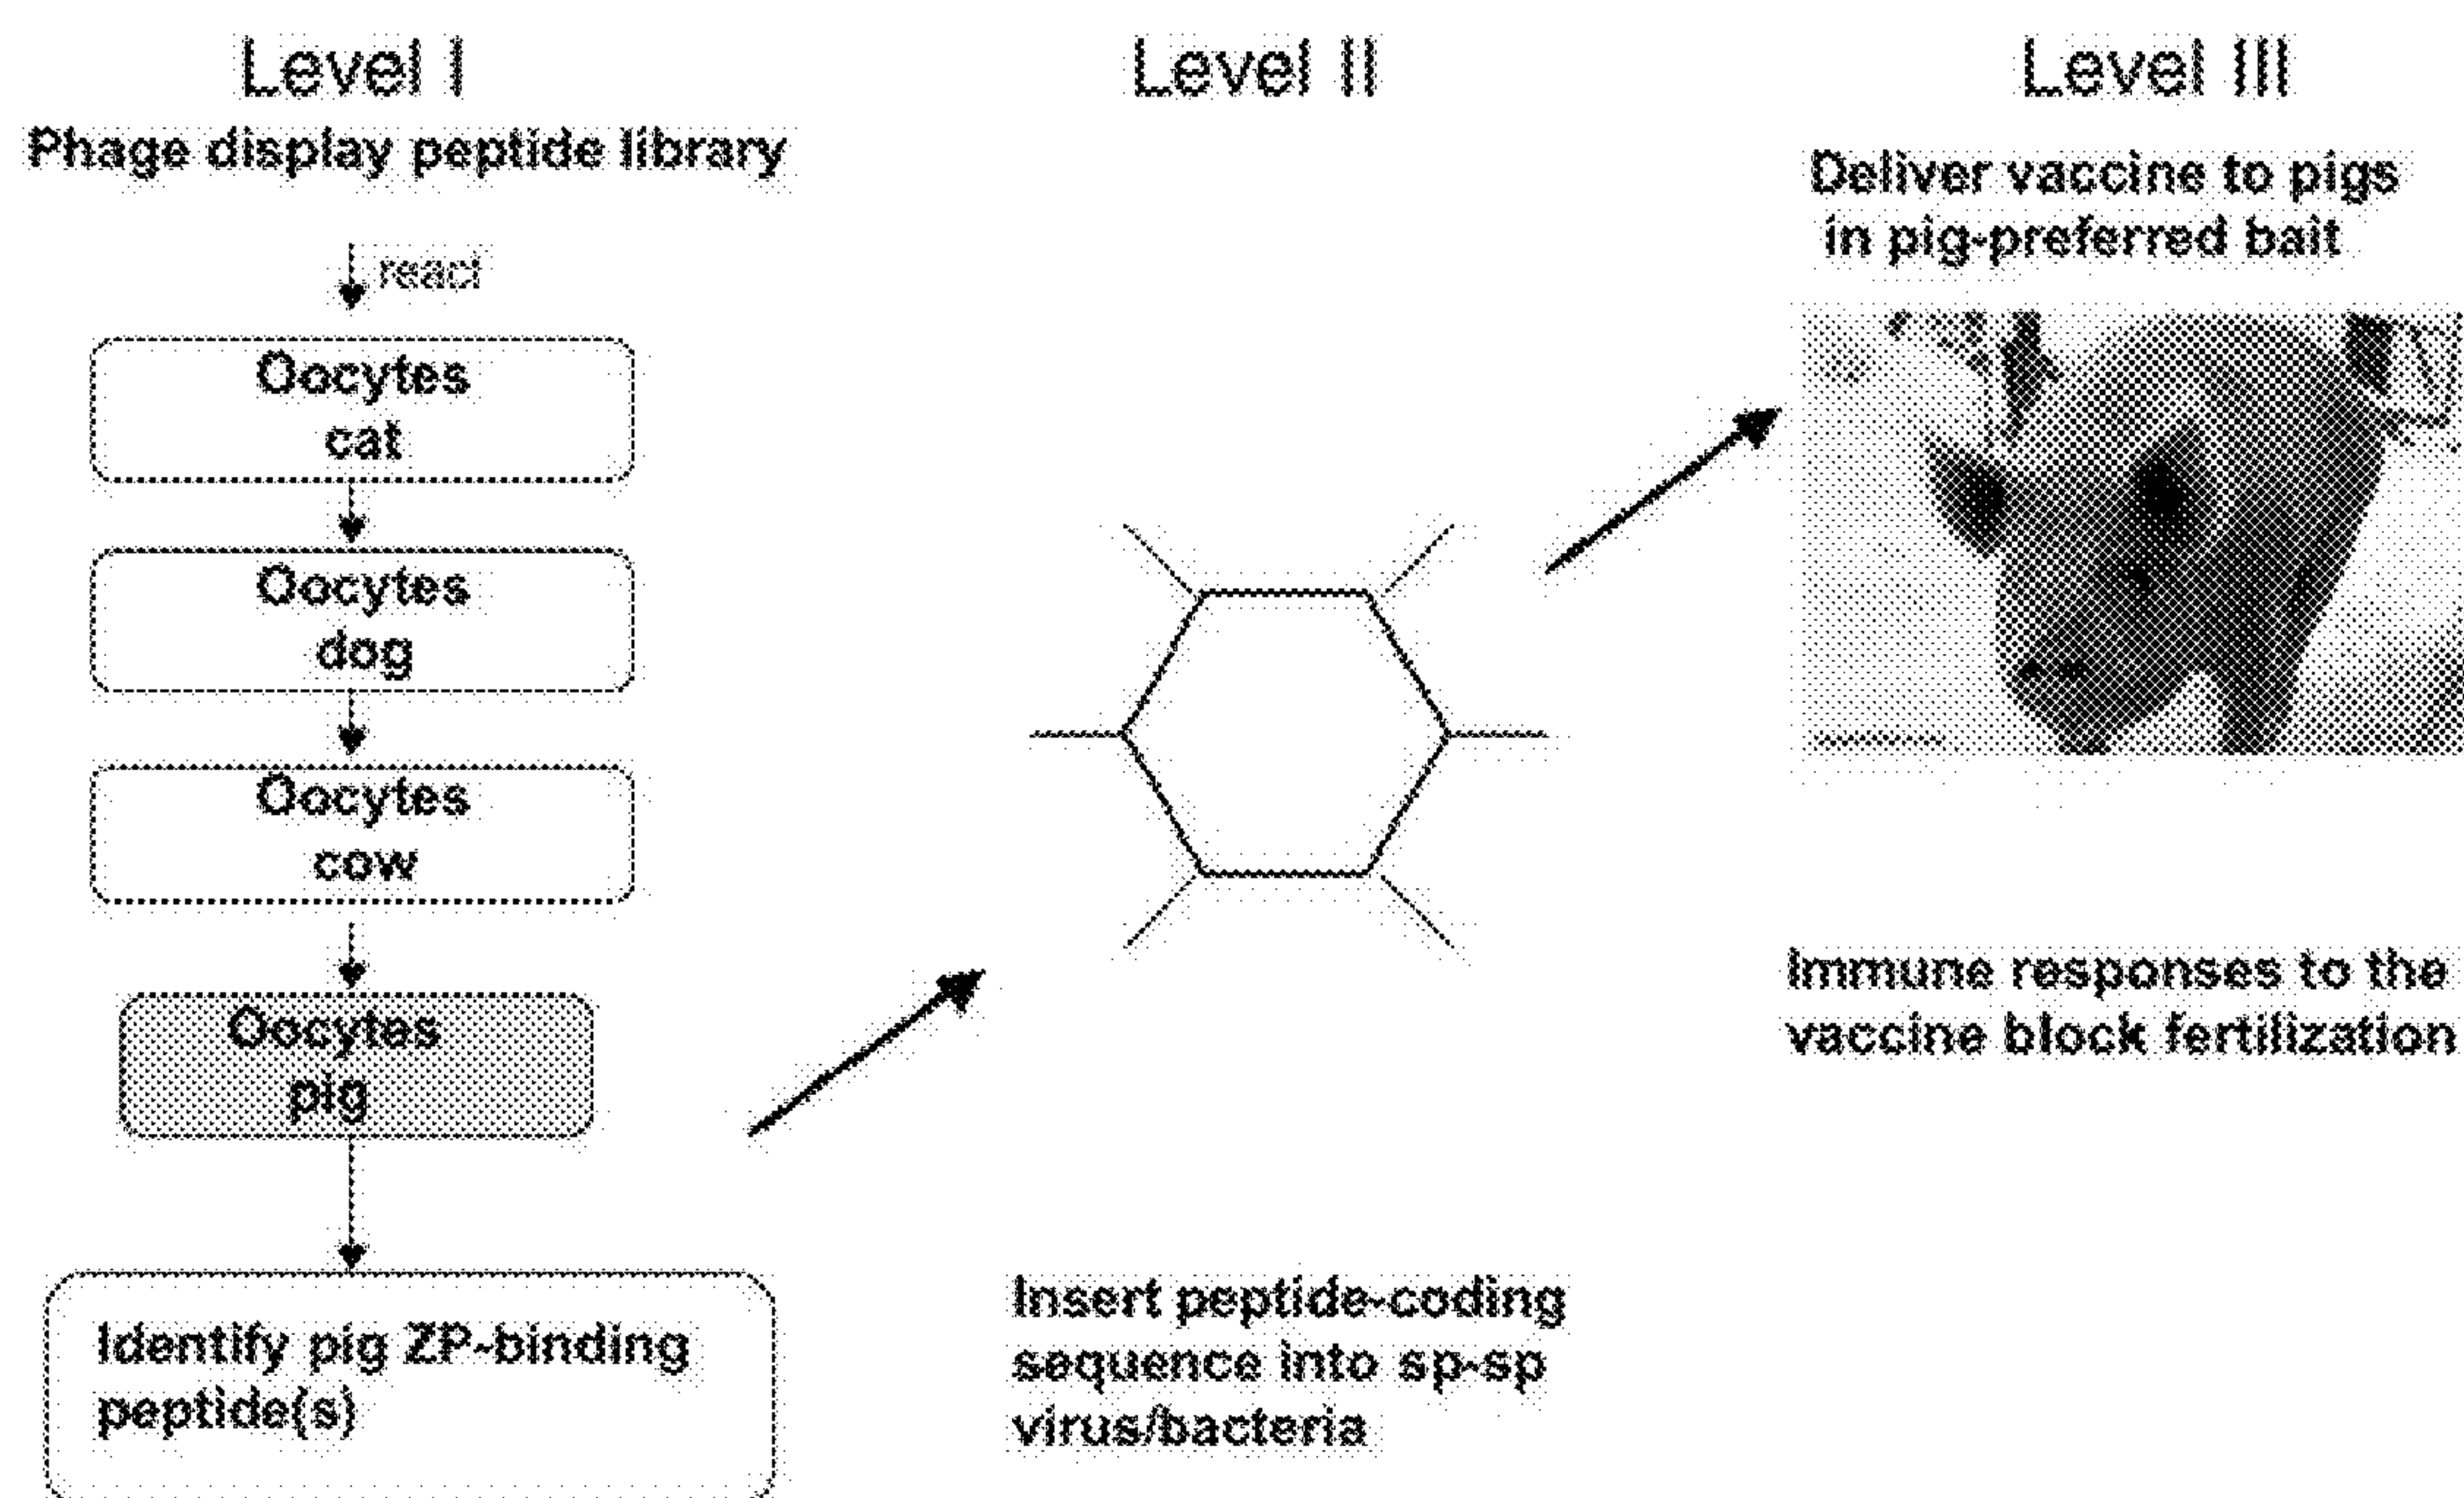 Level I
Phage display peptide library
react
Oocytes
cat
Oocytes
dog
Oocytes
cow
Oocytes
pig
Identify pig ZP-binding
peptide(s)
Level II
Insert peptide-coding
sequence into sp-sp
virus/bacteria
Level III
Deliver vaccine to pigs
in pig-preferred bait
Immune responses to the
vaccine block fertilization